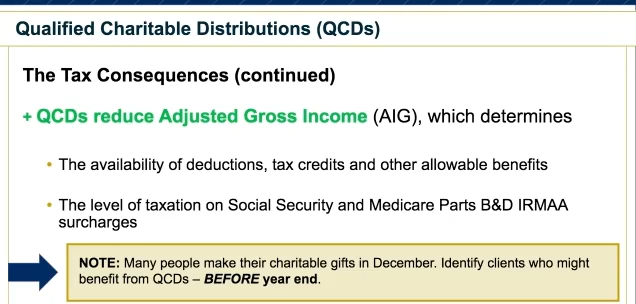 Qualified Charitable Distributions (QCDs)
The Tax Consequences (continued)
+ QCDs reduce Adjusted Gross Income (AIG), which determines
• The availability of deductions, tax credits and other allowable benefits
• The level of taxation on Social Security and Medicare Parts B&D IRMAA
surcharges
NOTE: Many people make their charitable gifts in December. Identify clients who might
benefit from QCDs – BEFORE year end.